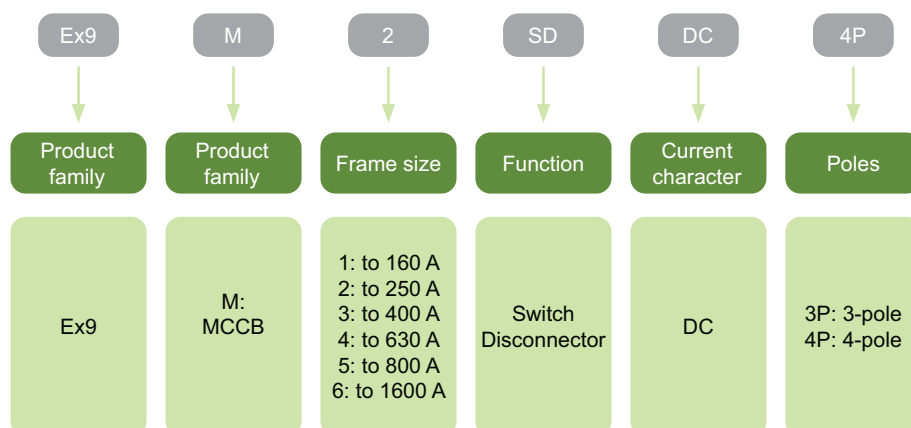 Ex9
M
2
SD
DC
4P
Product
family
Product
family
Frame size
Function
Current
character
Poles
Ex9
M:
MCCB
1: to 160 A
2: to 250 A
3: to 400 A
4: to 630 A
5: to 800 A
6: to 1600 A
Switch
Disconnector
DC
3P: 3-pole
4P: 4-pole